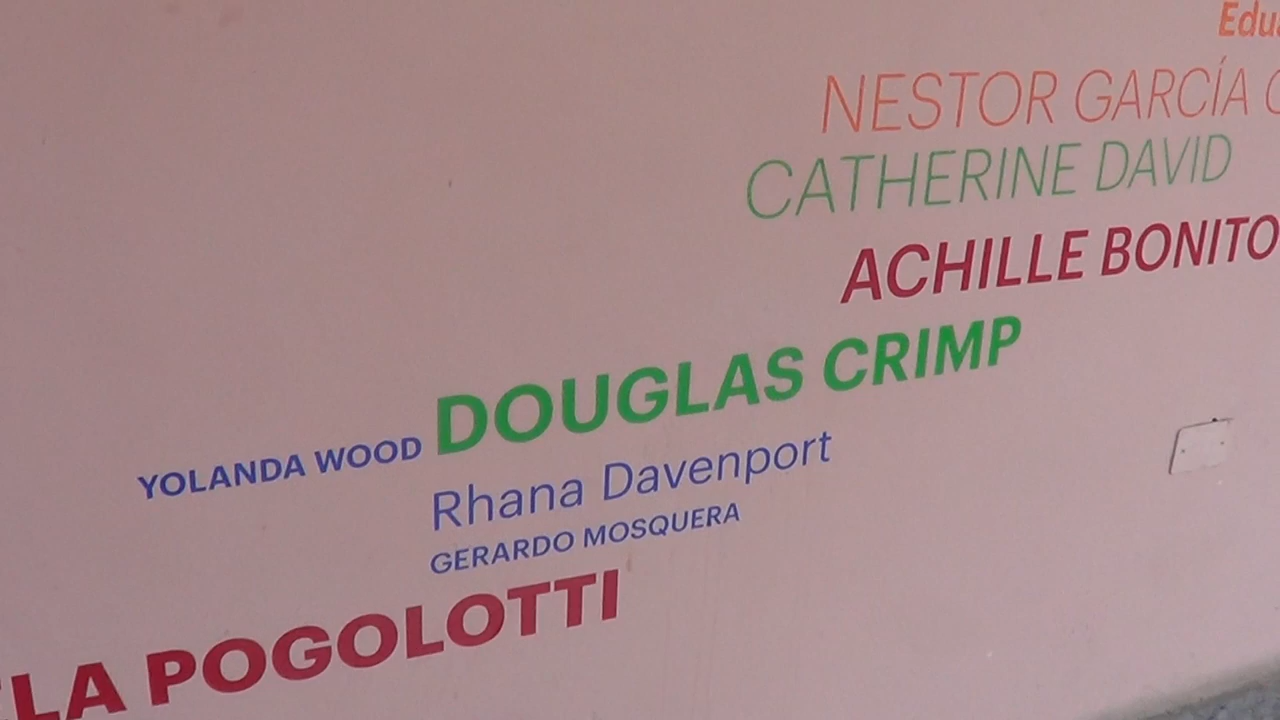 NESTOR GARCÍA
CATHERINE DAVID
ACHILLE BONITO
YOLANDA WOOD DOUGLAS CRIMP
Rhana Davenport
GERARDO MOSQUERA
POGOLOTTI